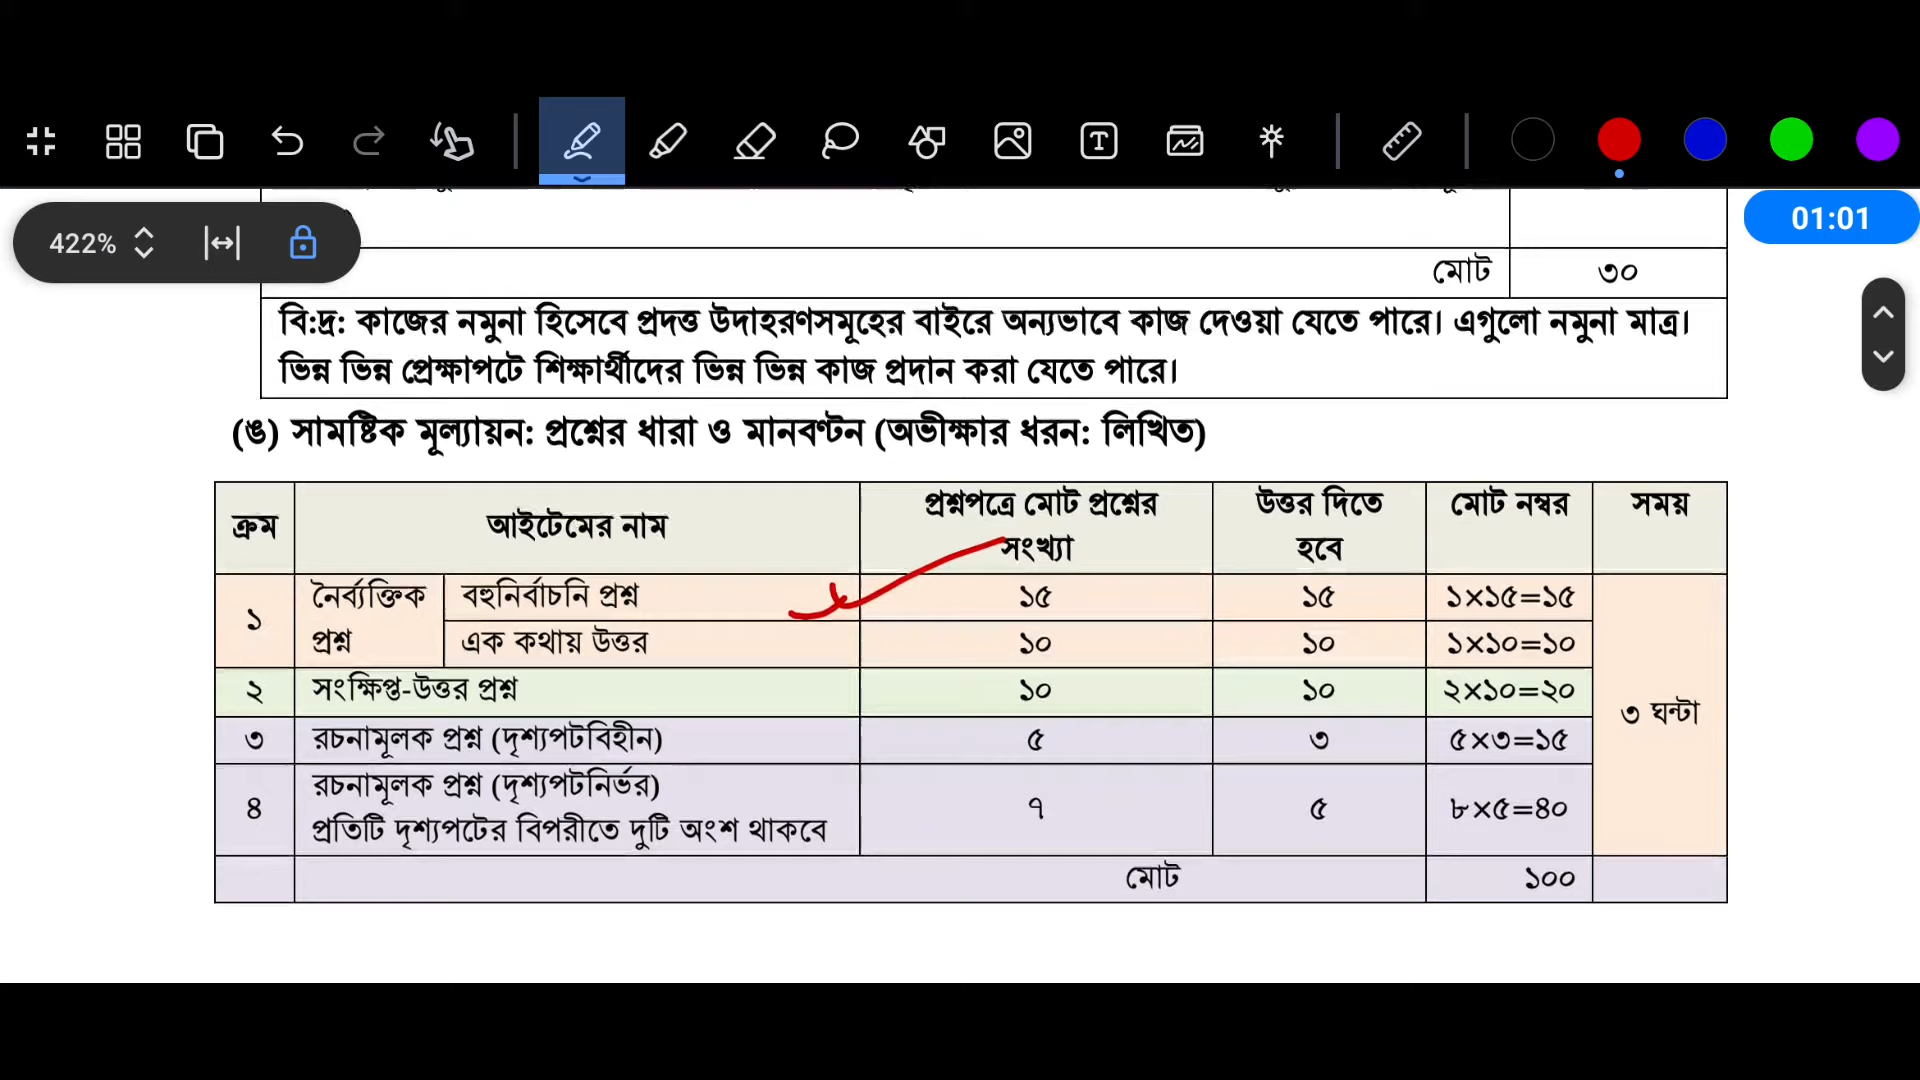 422%
01:01
মোট ৩০
বি:দ্র: কাজের নমুনা হিসেবে প্রদত্ত উদাহরণসমূহের বাইরে অন্যভাবে কাজ দেওয়া যেতে পারে। এগুলো নমুনা মাত্র।
ভিন্ন ভিন্ন প্রেক্ষাপটে শিক্ষার্থীদের ভিন্ন ভিন্ন কাজ প্রদান করা যেতে পারে।
(ঙ) সামষ্টিক মূল্যায়ন: প্রশ্নের ধারা ও মানবণ্টন (অভীক্ষার ধরন: লিখিত)
ক্রম আইটেমের নাম প্রশ্নপত্রে মোট প্রশ্নের সংখ্যা উত্তর দিতে হবে মোট নম্বর সময়
১ নৈর্ব্যক্তিক প্রশ্ন বহুনির্বাচনি প্রশ্ন ১৫ ১৫ ১×১৫=১৫
এক কথায় উত্তর ১০ ১০ ১×১০=১০
২ সংক্ষিপ্ত-উত্তর প্রশ্ন ১০ ১০ ২×১০=২০
৩ ঘন্টা
৩ রচনামূলক প্রশ্ন (দৃশ্যপটবিহীন) ৫ ৩ ৫×৩=১৫
৪ রচনামূলক প্রশ্ন (দৃশ্যপটনির্ভর)
প্রতিটি দৃশ্যপটের বিপরীতে দুটি অংশ থাকবে ৭ ৫ ৮×৫=৪০
মোট ১০০